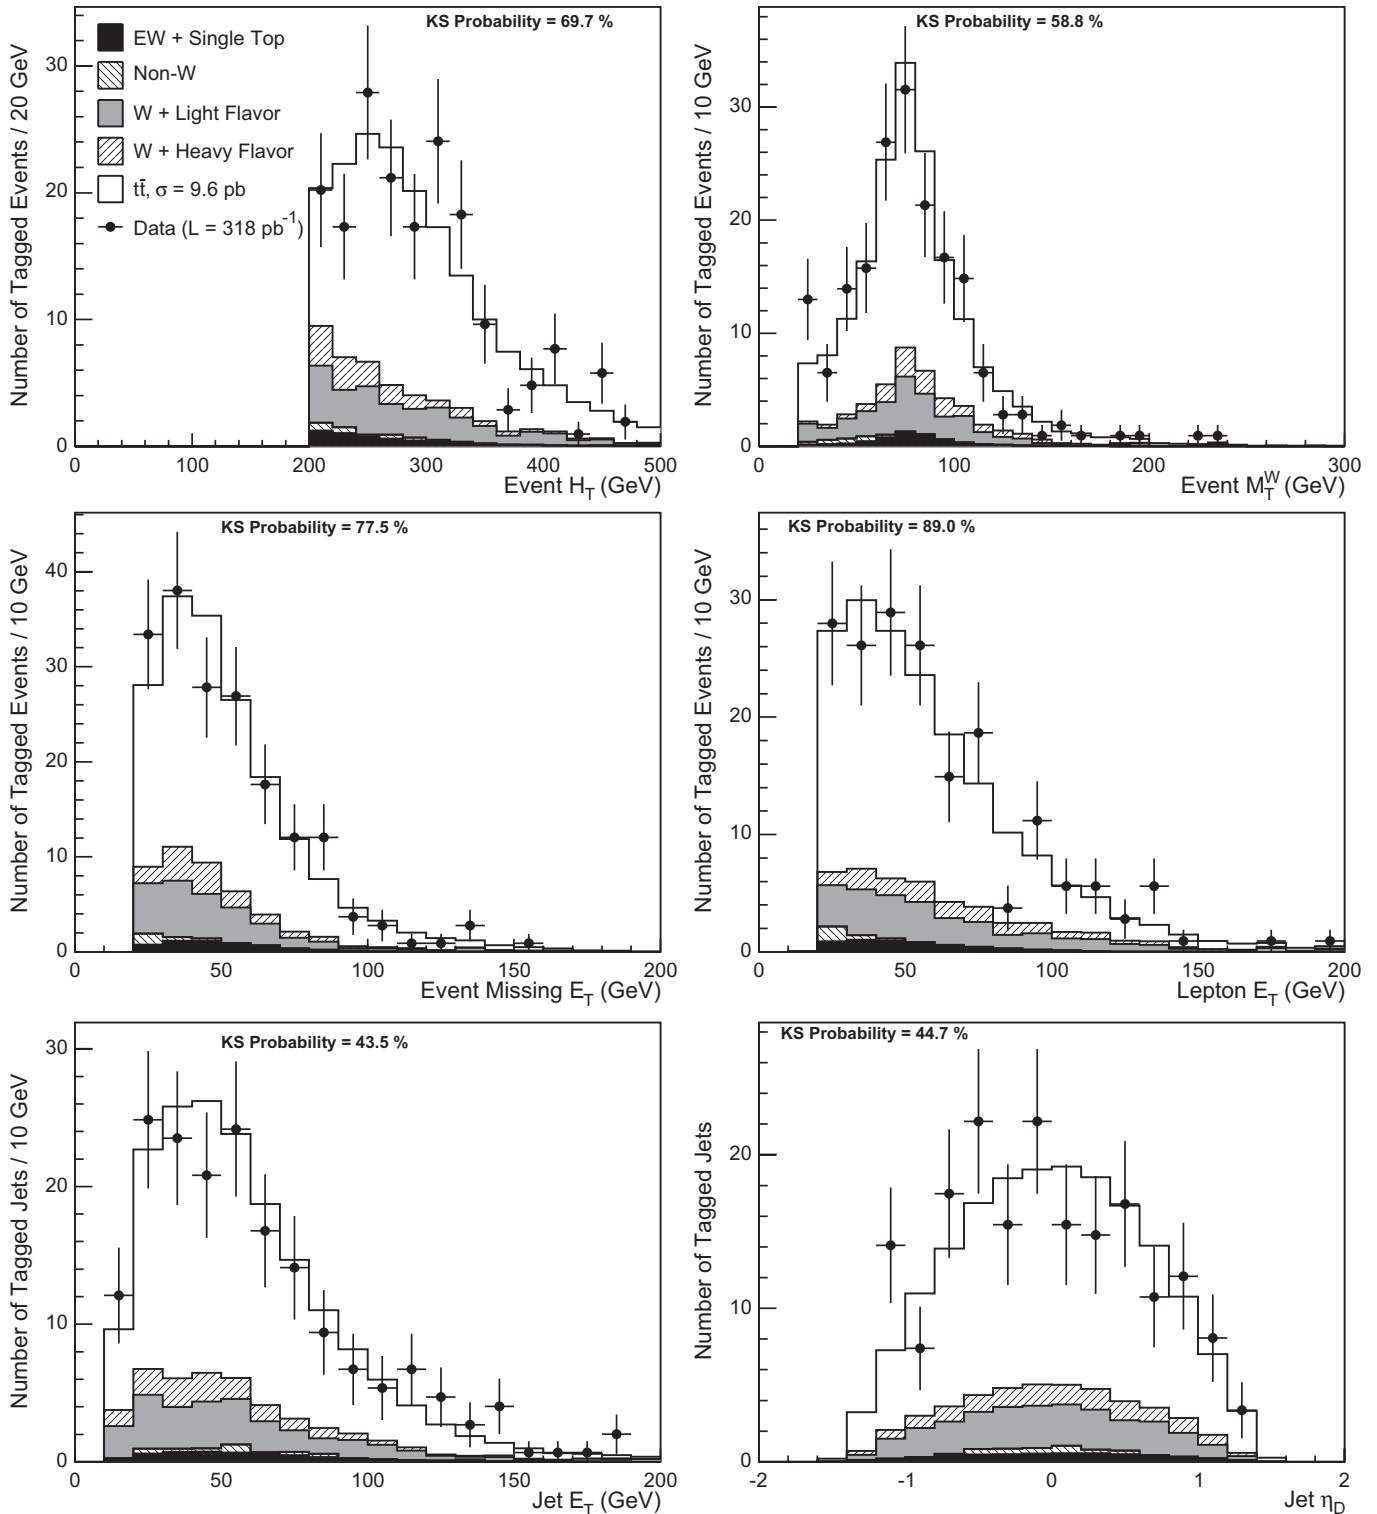 KS Probability = 69.7 %
EW + Single Top
Non-W
W + Light Flavor
W + Heavy Flavor
tt̄, σ = 9.6 pb
Data (L = 318 pb⁻¹)
Number of Tagged Events / 20 GeV
30
20
10
0
0 100 200 300 400 500
Event H_T (GeV)
KS Probability = 58.8 %
Number of Tagged Events / 10 GeV
30
20
10
0
0 100 200 300
Event M_T^W (GeV)
KS Probability = 77.5 %
Number of Tagged Events / 10 GeV
40
30
20
10
0
0 50 100 150 200
Event Missing E_T (GeV)
KS Probability = 89.0 %
Number of Tagged Events / 10 GeV
30
20
10
0
0 50 100 150 200
Lepton E_T (GeV)
KS Probability = 43.5 %
Number of Tagged Jets / 10 GeV
30
20
10
0
0 50 100 150 200
Jet E_T (GeV)
KS Probability = 44.7 %
Number of Tagged Jets
20
10
0
-2 -1 0 1 2
Jet η_D